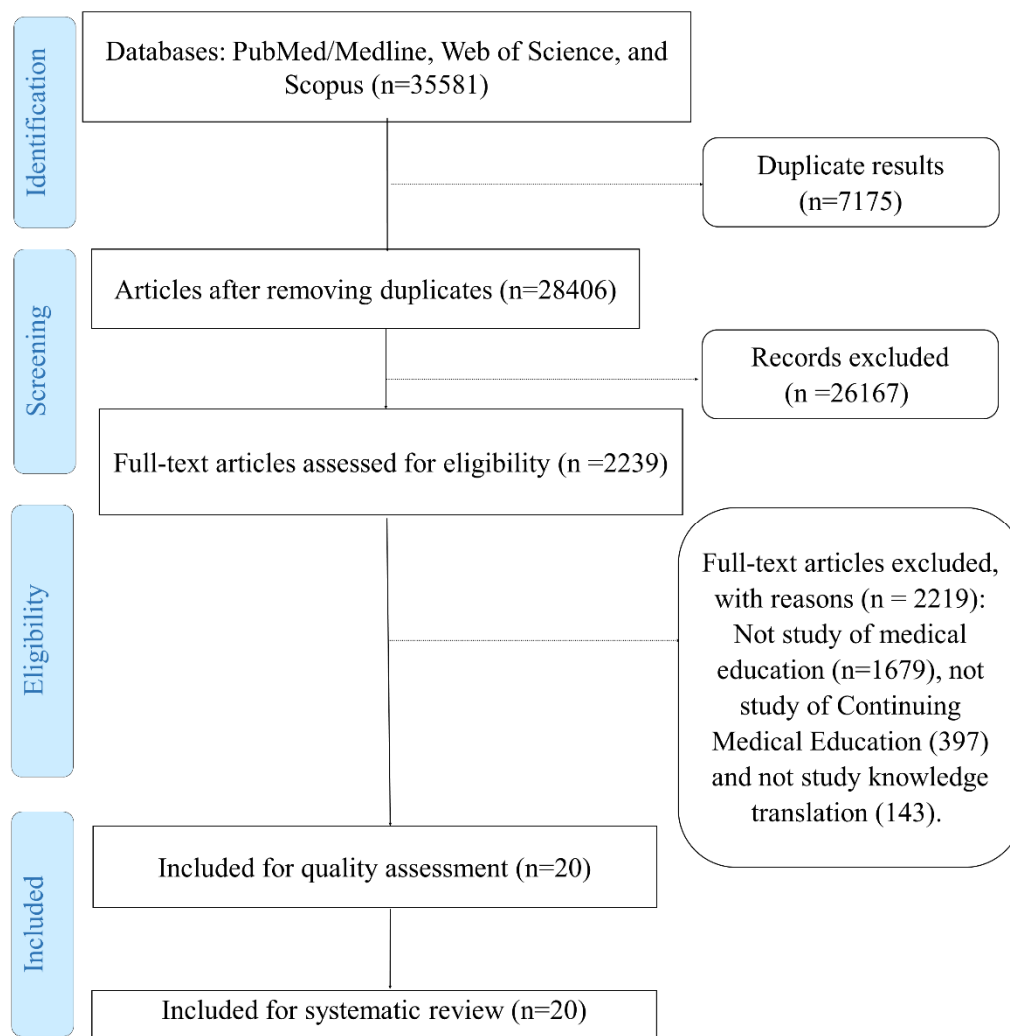 Identification
Databases: PubMed/Medline, Web of Science, and
Scopus (n=35581)
Duplicate results
(n=7175)
Screening
Articles after removing duplicates (n=28406)
Records excluded
(n =26167)
Full-text articles assessed for eligibility (n =2239)
Eligibility
Full-text articles excluded,
with reasons (n = 2219):
Not study of medical
education (n=1679), not
study of Continuing
Medical Education (397)
and not study knowledge
translation (143).
Included
Included for quality assessment (n=20)
Included for systematic review (n=20)